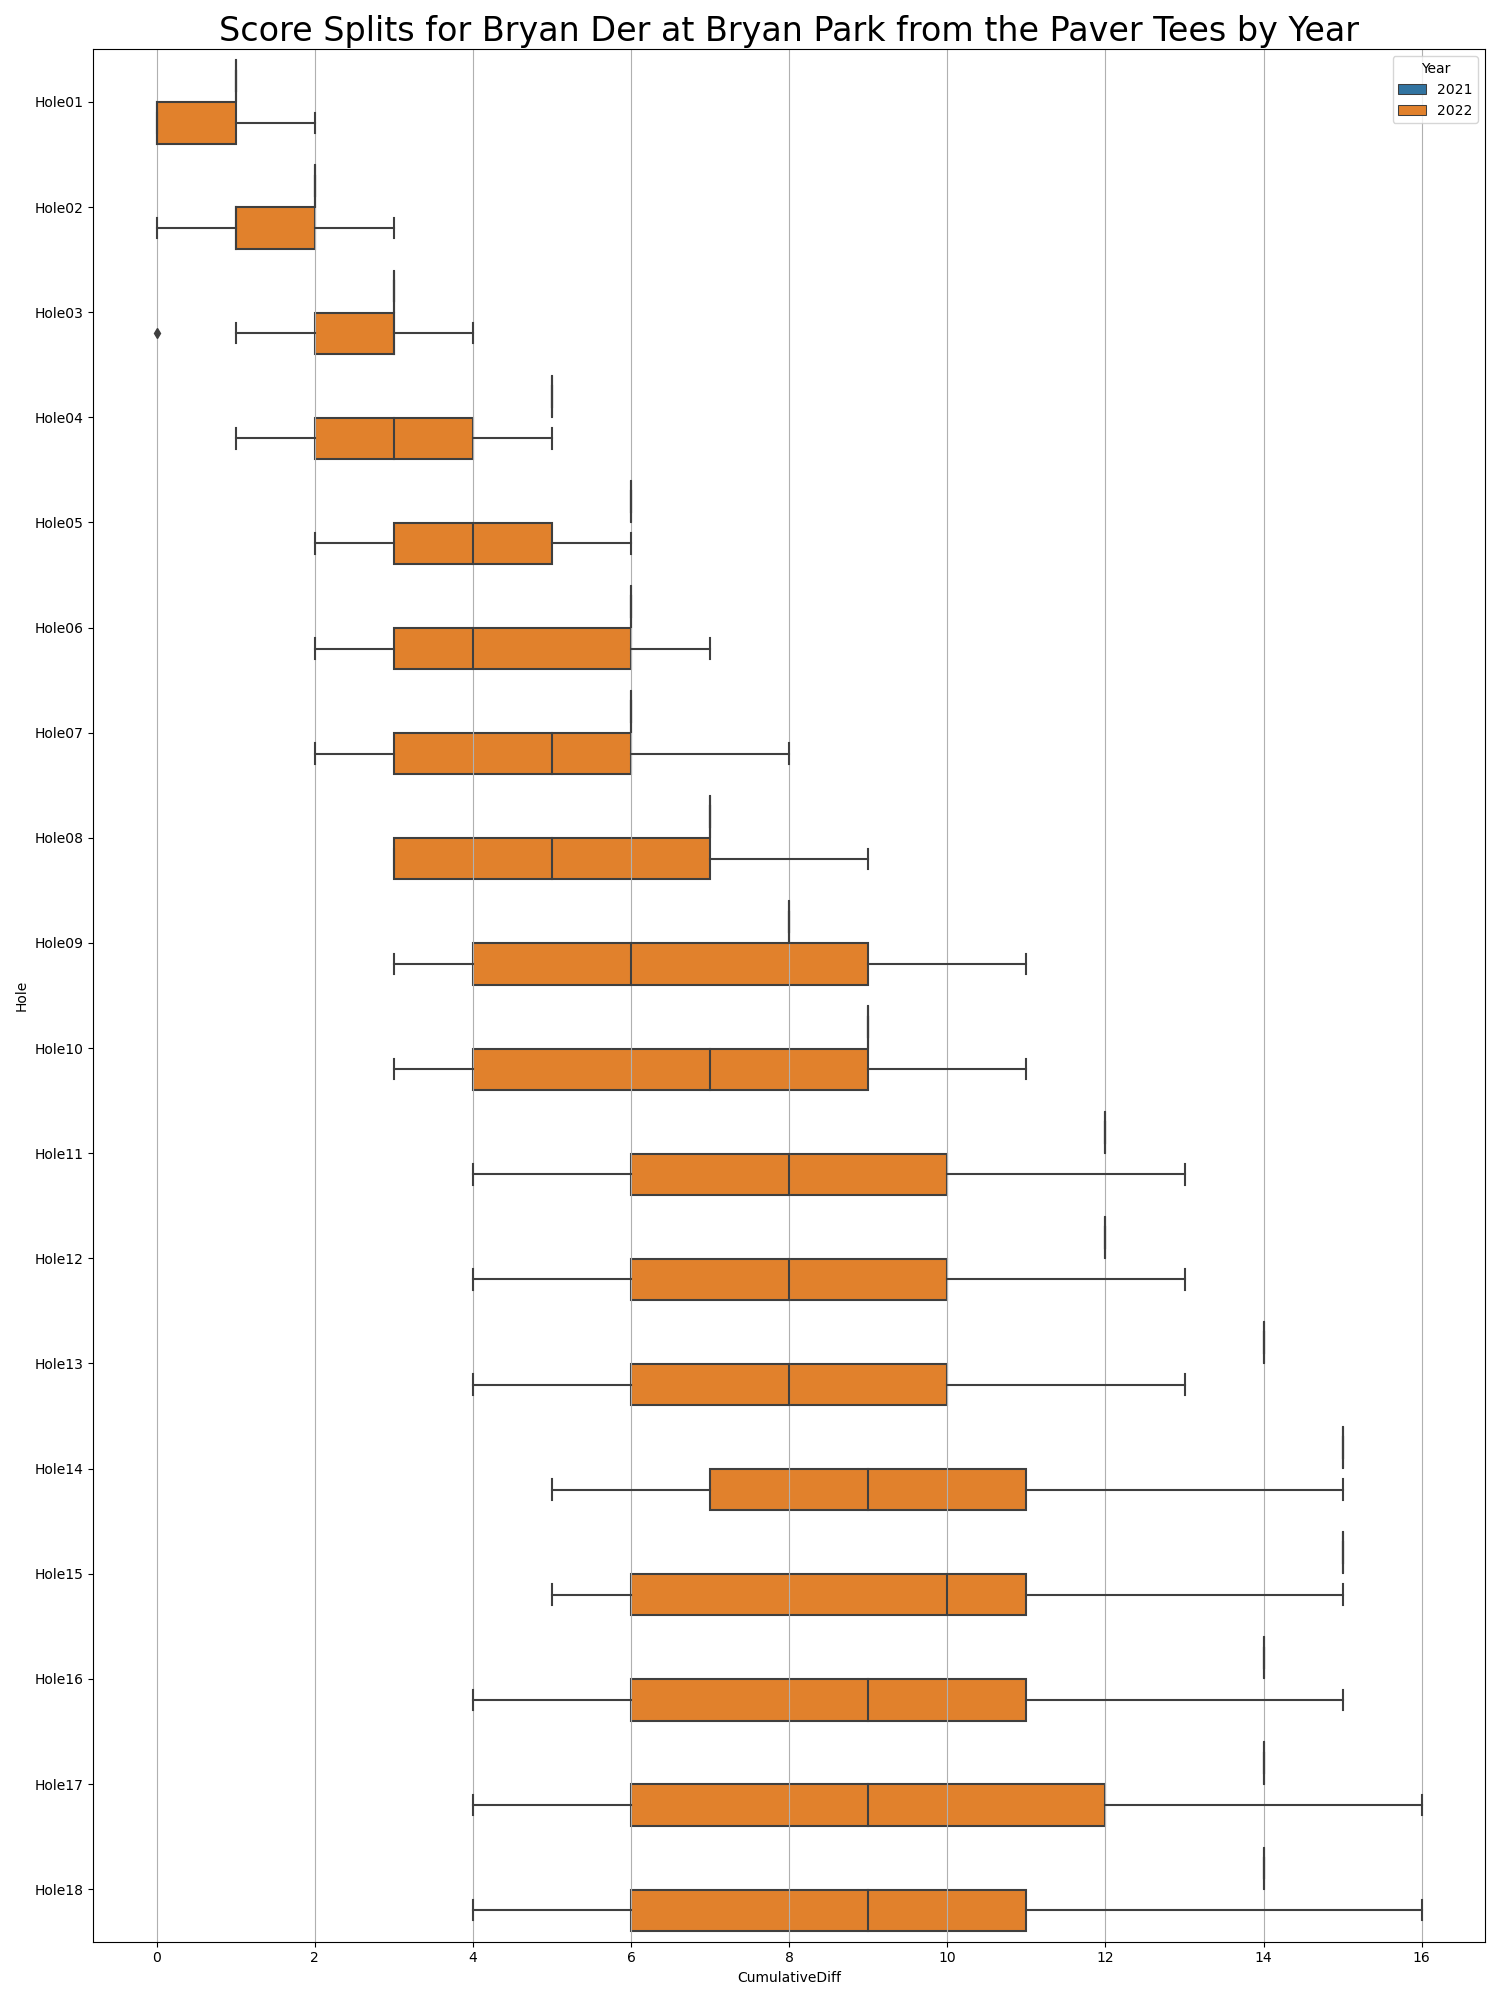 Score Splits for Bryan Der at Bryan Park from the Paver Tees by Year
Year
2021
2022
Hole01
Hole02
Hole03
Hole04
Hole05
Hole06
Hole07
Hole08
Hole09
Hole10
Hole11
Hole12
Hole13
Hole14
Hole15
Hole16
Hole17
Hole18
Hole
0 2 4 6 8 10 12 14 16
CumulativeDiff